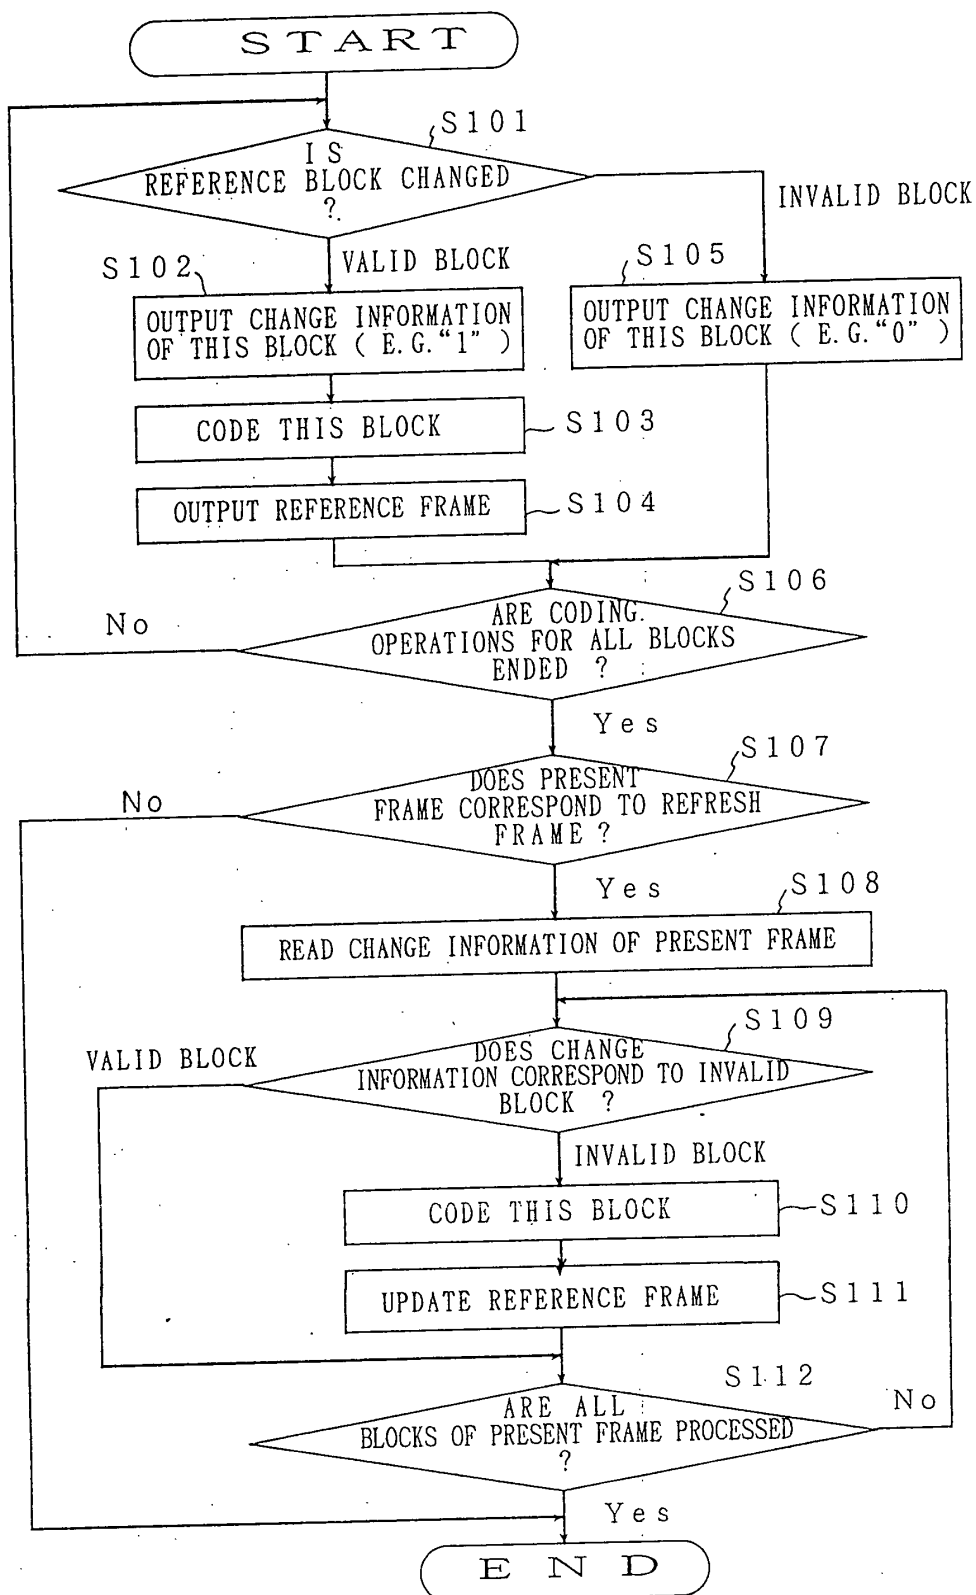 START
S101
IS
REFERENCE BLOCK CHANGED
?
INVALID BLOCK
VALID BLOCK
S102
S105
OUTPUT CHANGE INFORMATION
OF THIS BLOCK ( E.G."1" )
OUTPUT CHANGE INFORMATION
OF THIS BLOCK ( E.G."0" )
CODE THIS BLOCK
S103
OUTPUT REFERENCE FRAME
S104
S106
ARE CODING
OPERATIONS FOR ALL BLOCKS
ENDED ?
No
Yes
S107
DOES PRESENT
FRAME CORRESPOND TO REFRESH
FRAME ?
No
Yes
S108
READ CHANGE INFORMATION OF PRESENT FRAME
S109
VALID BLOCK
DOES CHANGE
INFORMATION CORRESPOND TO INVALID
BLOCK ?
INVALID BLOCK
CODE THIS BLOCK
S110
UPDATE REFERENCE FRAME
S111
S112
ARE ALL
BLOCKS OF PRESENT FRAME PROCESSED
?
No
Yes
END